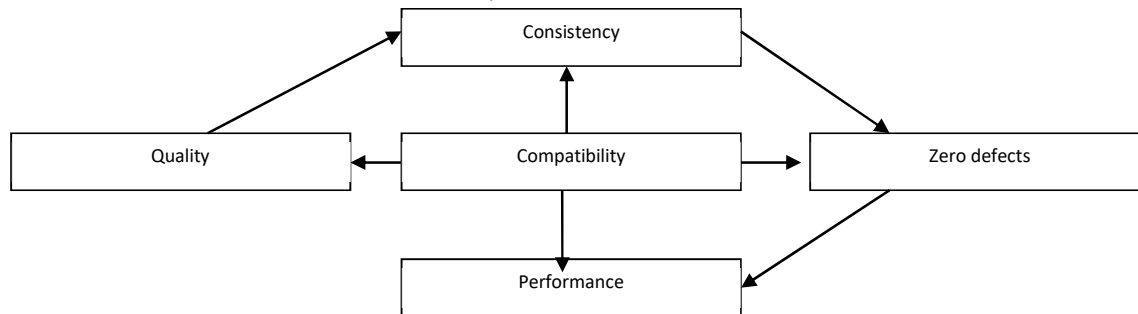 Consistency
Quality
Compatibility
Zero defects
Performance